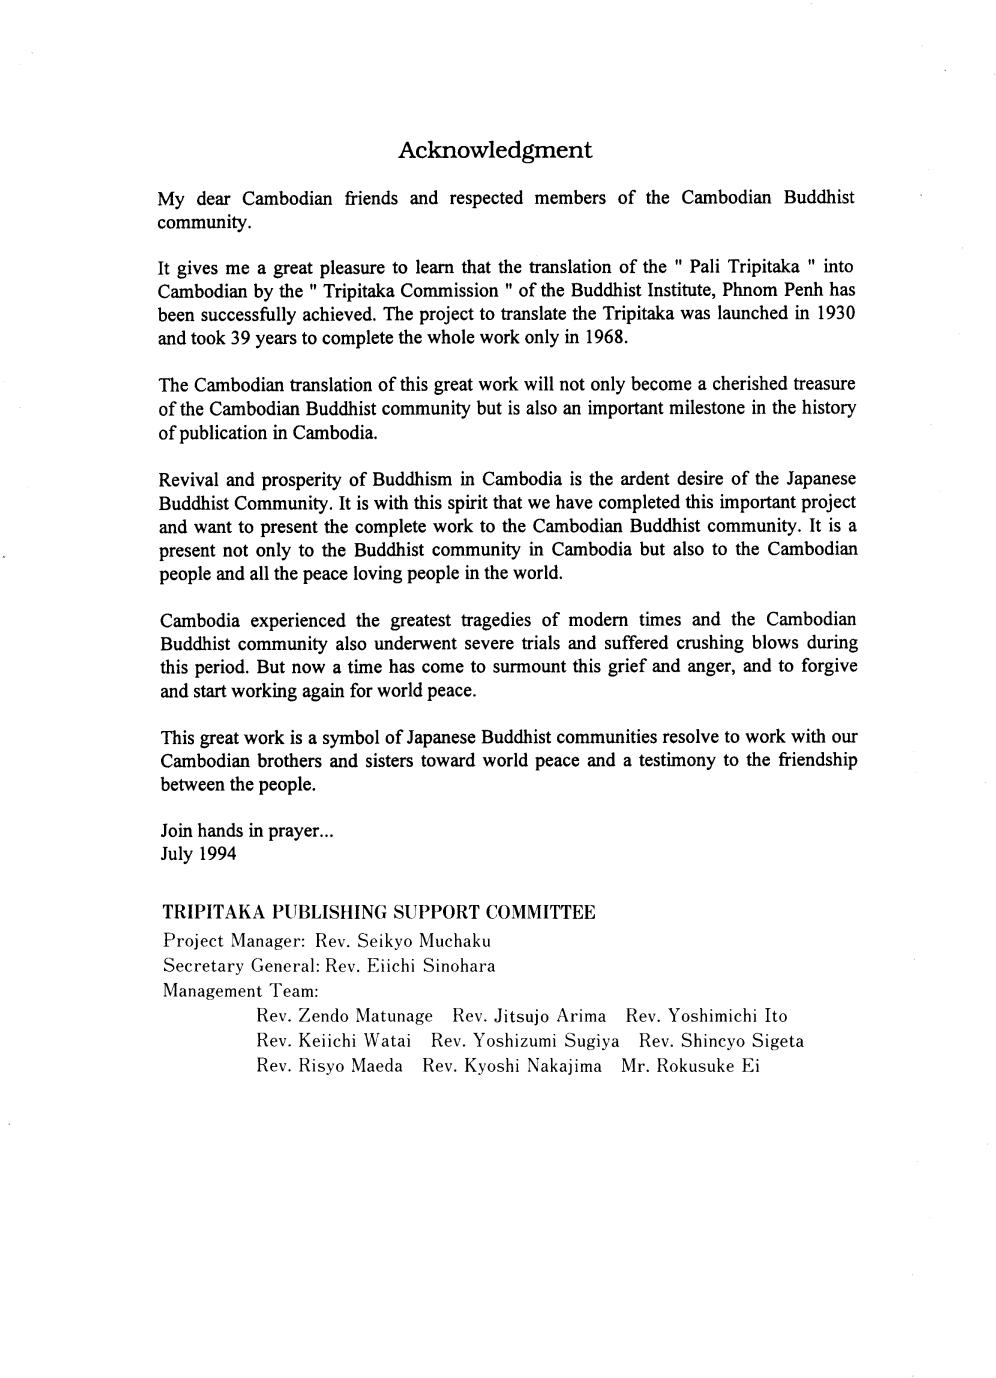 Acknowledgment
My dear Cambodian friends and respected members of the Cambodian Buddhist
community.
It gives me a great pleasure to learn that the translation of the " Pali Tripitaka " into
Cambodian by the " Tripitaka Commission " of the Buddhist Institute, Phnom Penh has
been successfully achieved. The project to translate the Tripitaka was launched in 1930
and took 39 years to complete the whole work only in 1968.
The Cambodian translation of this great work will not only become a cherished treasure
of the Cambodian Buddhist community but is also an important milestone in the history
of publication in Cambodia.
Revival and prosperity of Buddhism in Cambodia is the ardent desire of the Japanese
Buddhist Community. It is with this spirit that we have completed this important project
and want to present the complete work to the Cambodian Buddhist community. It is a
present not only to the Buddhist community in Cambodia but also to the Cambodian
people and all the peace loving people in the world.
Cambodia experienced the greatest tragedies of modern times and the Cambodian
Buddhist community also underwent severe trials and suffered crushing blows during
this period. But now a time has come to surmount this grief and anger, and to forgive
and start working again for world peace.
This great work is a symbol of Japanese Buddhist communities resolve to work with our
Cambodian brothers and sisters toward world peace and a testimony to the friendship
between the people.
Join hands in prayer...
July 1994
TRIPITAKA PUBLISHING SUPPORT COMMITTEE
Project Manager: Rev. Seikyo Muchaku
Secretary General: Rev. Eiichi Sinohara
Management Team:
Rev. Zendo Matunage Rev. Jitsujo Arima Rev. Yoshimichi Ito
Rev. Keiichi Watai Rev. Yoshizumi Sugiya Rev. Shincyo Sigeta
Rev. Risyo Maeda Rev. Kyoshi Nakajima Mr. Rokusuke Ei